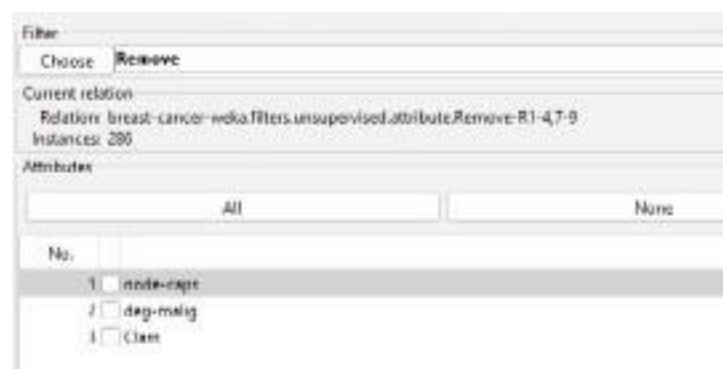 Filter
Choose Remove
Current relation
Relation: breast-cancer-weka.filters.unsupervised.attribute.Remove-R1-4,7-9
Instances: 286
Attributes
All None
No.
1 node-caps
2 deg-malig
3 Class